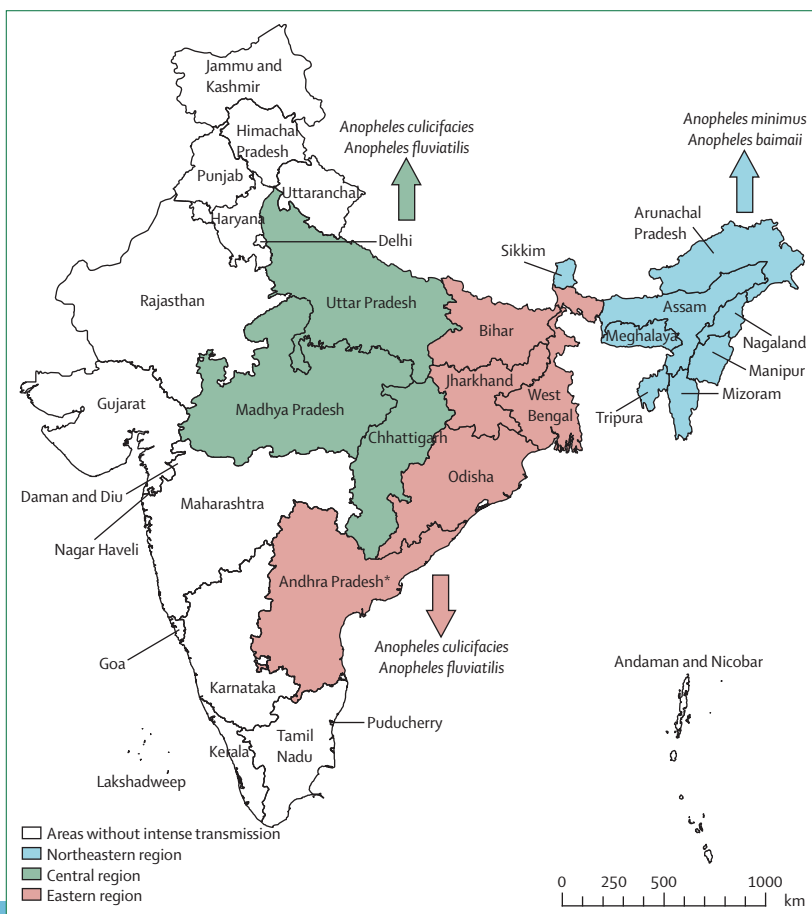 Jammu and
Kashmir
Himachal
Pradesh
Anopheles culicifacies
Anopheles fluviatilis
Anopheles minimus
Anopheles baimaii
Punjab
Uttaranchal
Haryana
Delhi
Arunachal
Pradesh
Sikkim
Rajasthan
Uttar Pradesh
Assam
Bihar
Meghalaya
Nagaland
Manipur
Jharkhand
West
Bengal
Tripura
Mizoram
Gujarat
Madhya Pradesh
Chhattigarh
Odisha
Daman and Diu
Maharashtra
Nagar Haveli
Andhra Pradesh*
Anopheles culicifacies
Anopheles fluviatilis
Goa
Andaman and Nicobar
Karnataka
Puducherry
Tamil
Nadu
Kerala
Lakshadweep
Areas without intense transmission
Northeastern region
Central region
Eastern region
0 250 500 1000
km